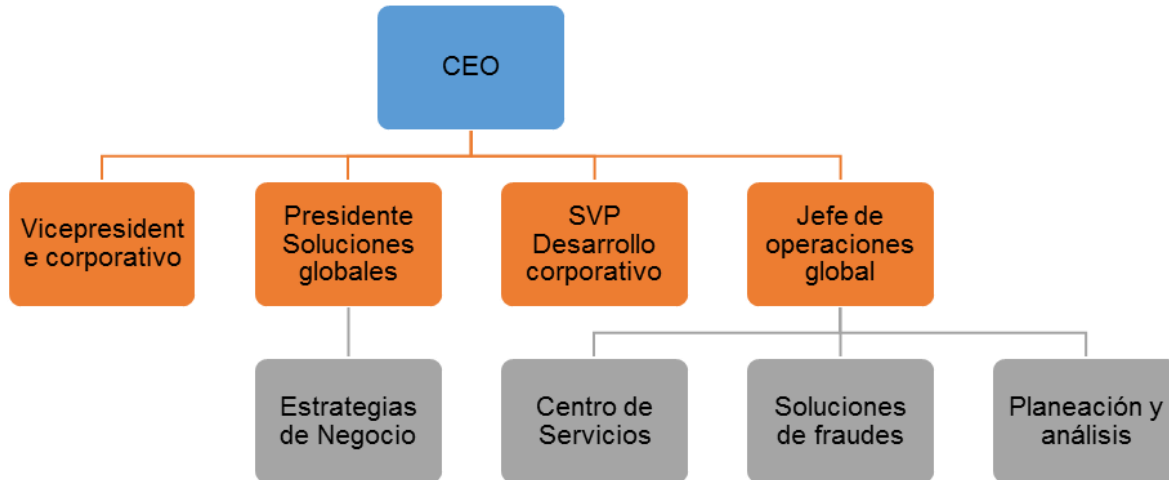 CEO
Vicepresident
e corporativo
Presidente
Soluciones
globales
SVP
Desarrollo
corporativo
Jefe de
operaciones
global
Estrategias
de Negocio
Centro de
Servicios
Soluciones
de fraudes
Planeación y
análisis